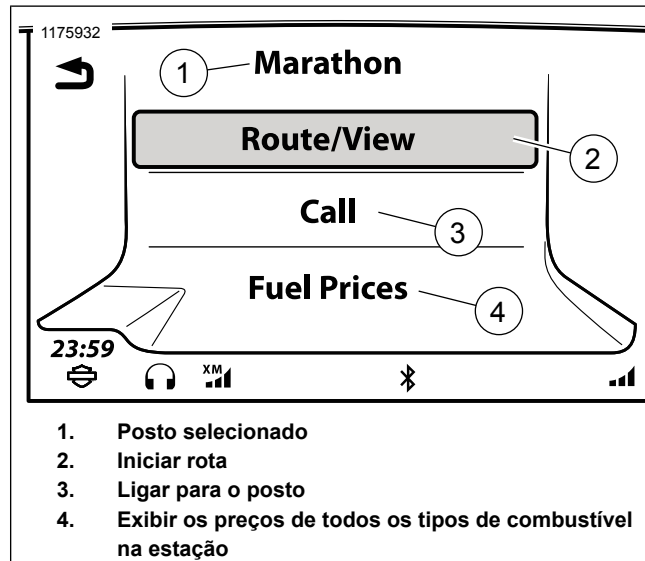 1175932
1
Marathon
Route/View
2
Call
3
Fuel Prices
4
23:59
XM
1. Posto selecionado
2. Iniciar rota
3. Ligar para o posto
4. Exibir os preços de todos os tipos de combustível
na estação